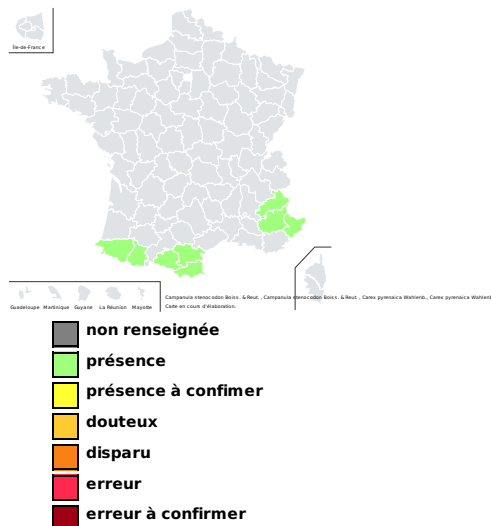 Île-de-France
Guadeloupe Martinique Guyane La Réunion Mayotte
Campanula stenocodon Boiss. & Reut. , Campanula stenocodon Boiss. & Reut. , Carex pyrenaica Wahlenb., Carex pyrenaica Wahlenb
Carte en cours d'élaboration.
non renseignée
présence
présence à confimer
douteux
disparu
erreur
erreur à confirmer